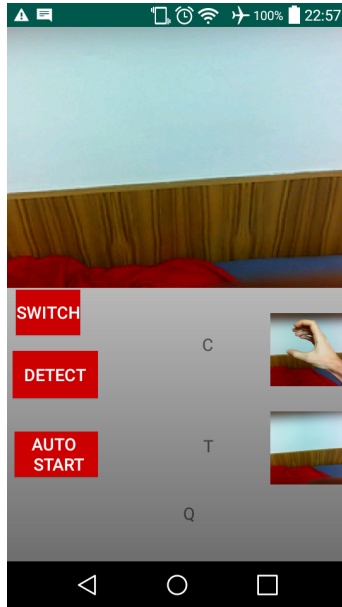 100% 22:57
SWITCH
C
DETECT
AUTO
START
T
Q